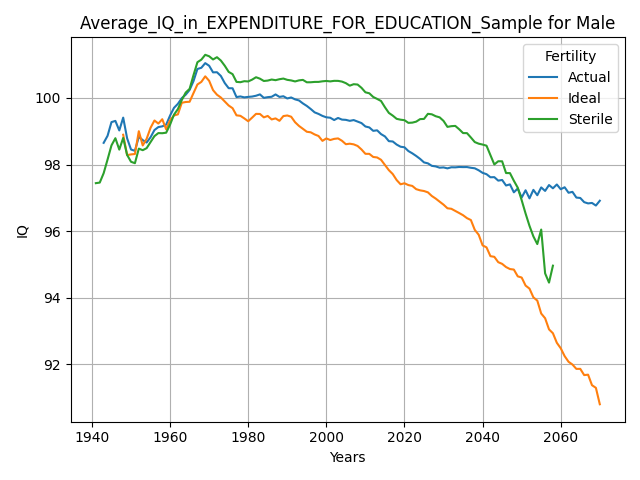 Average_IQ_in_EXPENDITURE_FOR_EDUCATION_Sample for Male
Fertility
Actual
Ideal
Sterile
100
98
96
94
92
IQ
1940 1960 1980 2000 2020 2040 2060
Years